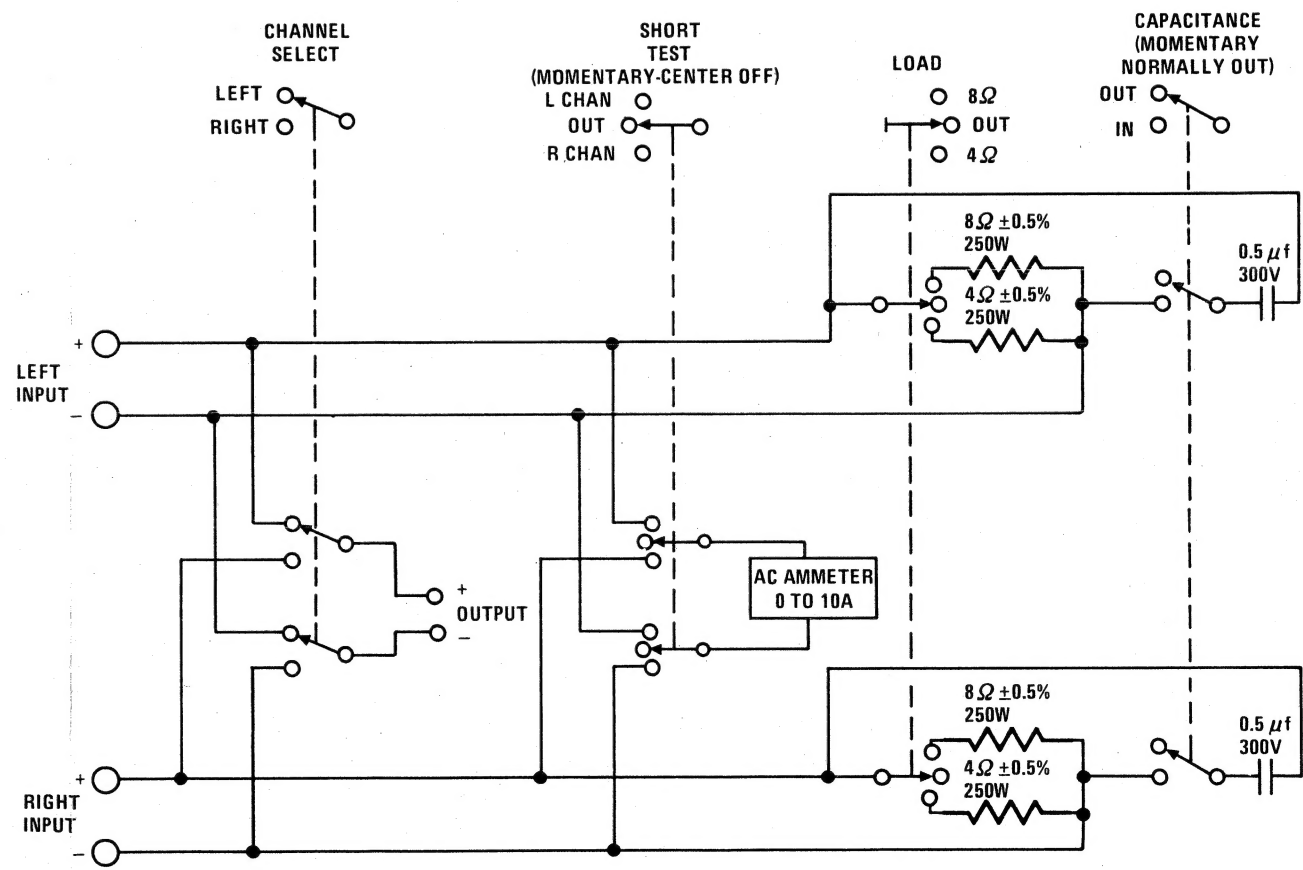 CHANNEL
SELECT
LEFT
RIGHT
SHORT
TEST
(MOMENTARY-CENTER OFF)
L CHAN
OUT
R CHAN
LOAD
8Ω
OUT
4Ω
CAPACITANCE
(MOMENTARY
NORMALLY OUT)
OUT
IN
8Ω ±0.5%
250W
4Ω ±0.5%
250W
0.5 μf
300V
+
LEFT
INPUT
–
+
OUTPUT
–
AC AMMETER
0 TO 10A
8Ω ±0.5%
250W
4Ω ±0.5%
250W
0.5 μf
300V
+
RIGHT
INPUT
–